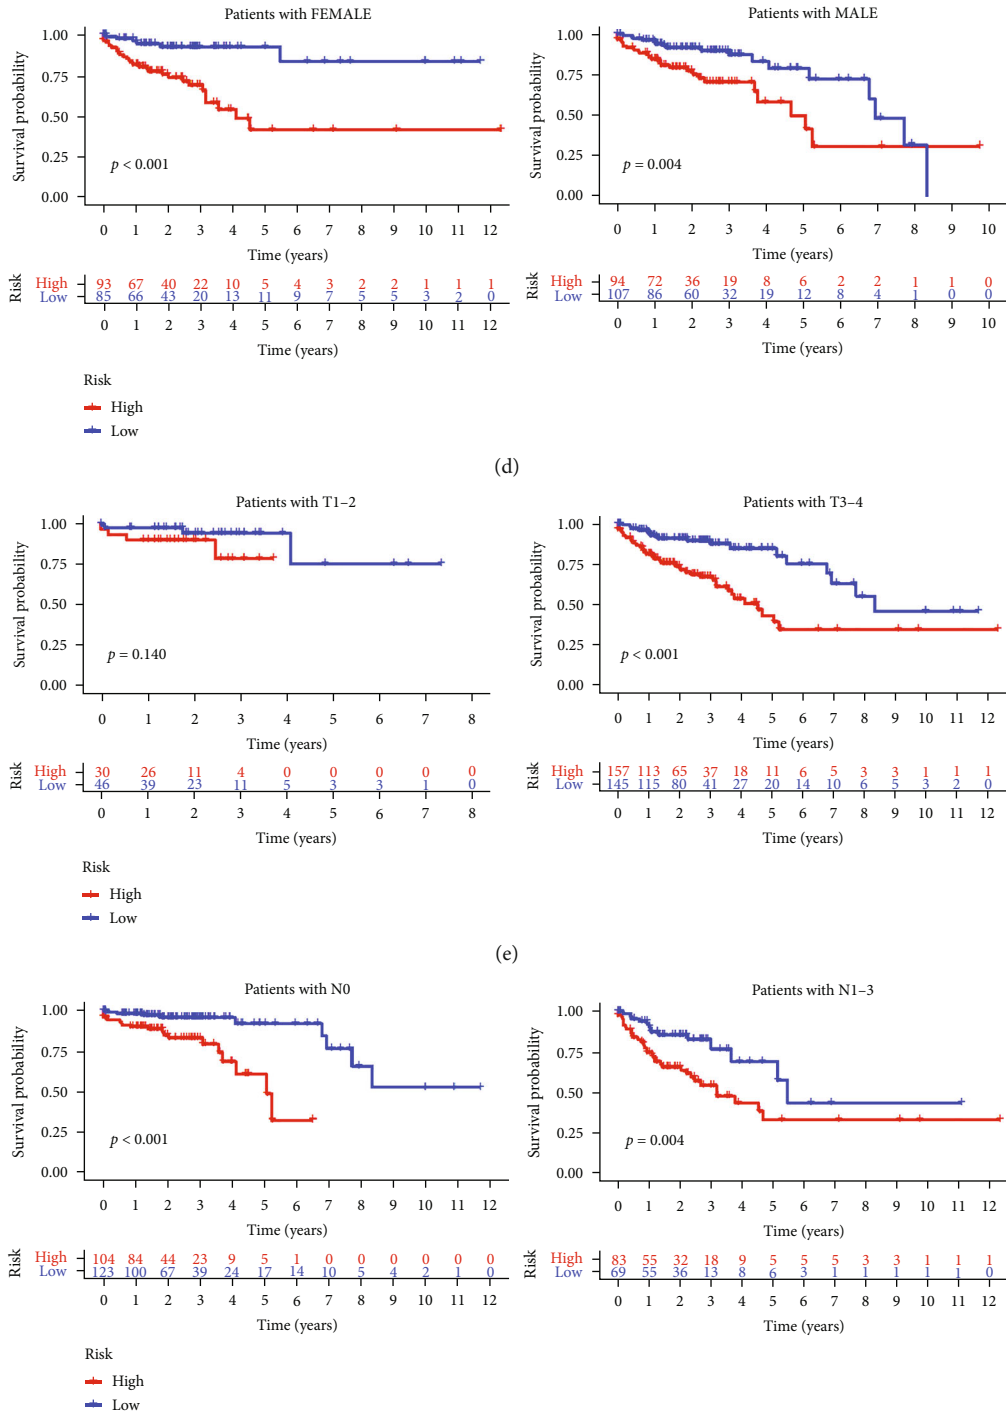 Patients with FEMALE
Survival probability
1.00
0.75
0.50
0.25
0.00
p < 0.001
0 1 2 3 4 5 6 7 8 9 10 11 12
Time (years)
Risk
High 93 67 40 22 10 5 4 3 2 2 1 1 1
Low 85 66 43 20 13 11 9 7 5 5 3 2 0
0 1 2 3 4 5 6 7 8 9 10 11 12
Time (years)
Risk
High
Low
Patients with MALE
Survival probability
1.00
0.75
0.50
0.25
0.00
p = 0.004
0 1 2 3 4 5 6 7 8 9 10
Time (years)
Risk
High 94 72 36 19 8 6 2 2 1 1 0
Low 107 86 60 32 19 12 8 4 1 0 0
0 1 2 3 4 5 6 7 8 9 10
Time (years)
(d)
Patients with T1–2
Survival probability
1.00
0.75
0.50
0.25
0.00
p = 0.140
0 1 2 3 4 5 6 7 8
Time (years)
Risk
High 30 26 11 4 0 0 0 0 0
Low 46 39 23 11 5 3 3 1 0
0 1 2 3 4 5 6 7 8
Time (years)
Risk
High
Low
Patients with T3–4
Survival probability
1.00
0.75
0.50
0.25
0.00
p < 0.001
0 1 2 3 4 5 6 7 8 9 10 11 12
Time (years)
Risk
High 157 113 65 37 18 11 6 5 3 3 1 1 1
Low 145 115 80 41 27 20 14 10 6 5 3 2 0
0 1 2 3 4 5 6 7 8 9 10 11 12
Time (years)
(e)
Patients with N0
Survival probability
1.00
0.75
0.50
0.25
0.00
p < 0.001
0 1 2 3 4 5 6 7 8 9 10 11 12
Time (years)
Risk
High 104 84 44 23 9 5 1 0 0 0 0 0 0
Low 123 100 67 39 24 17 14 10 5 4 2 1 0
0 1 2 3 4 5 6 7 8 9 10 11 12
Time (years)
Risk
High
Low
Patients with N1–3
Survival probability
1.00
0.75
0.50
0.25
0.00
p = 0.004
0 1 2 3 4 5 6 7 8 9 10 11 12
Time (years)
Risk
High 83 55 32 18 9 5 5 5 3 3 1 1 1
Low 69 55 36 13 8 6 3 1 1 1 1 1 0
0 1 2 3 4 5 6 7 8 9 10 11 12
Time (years)